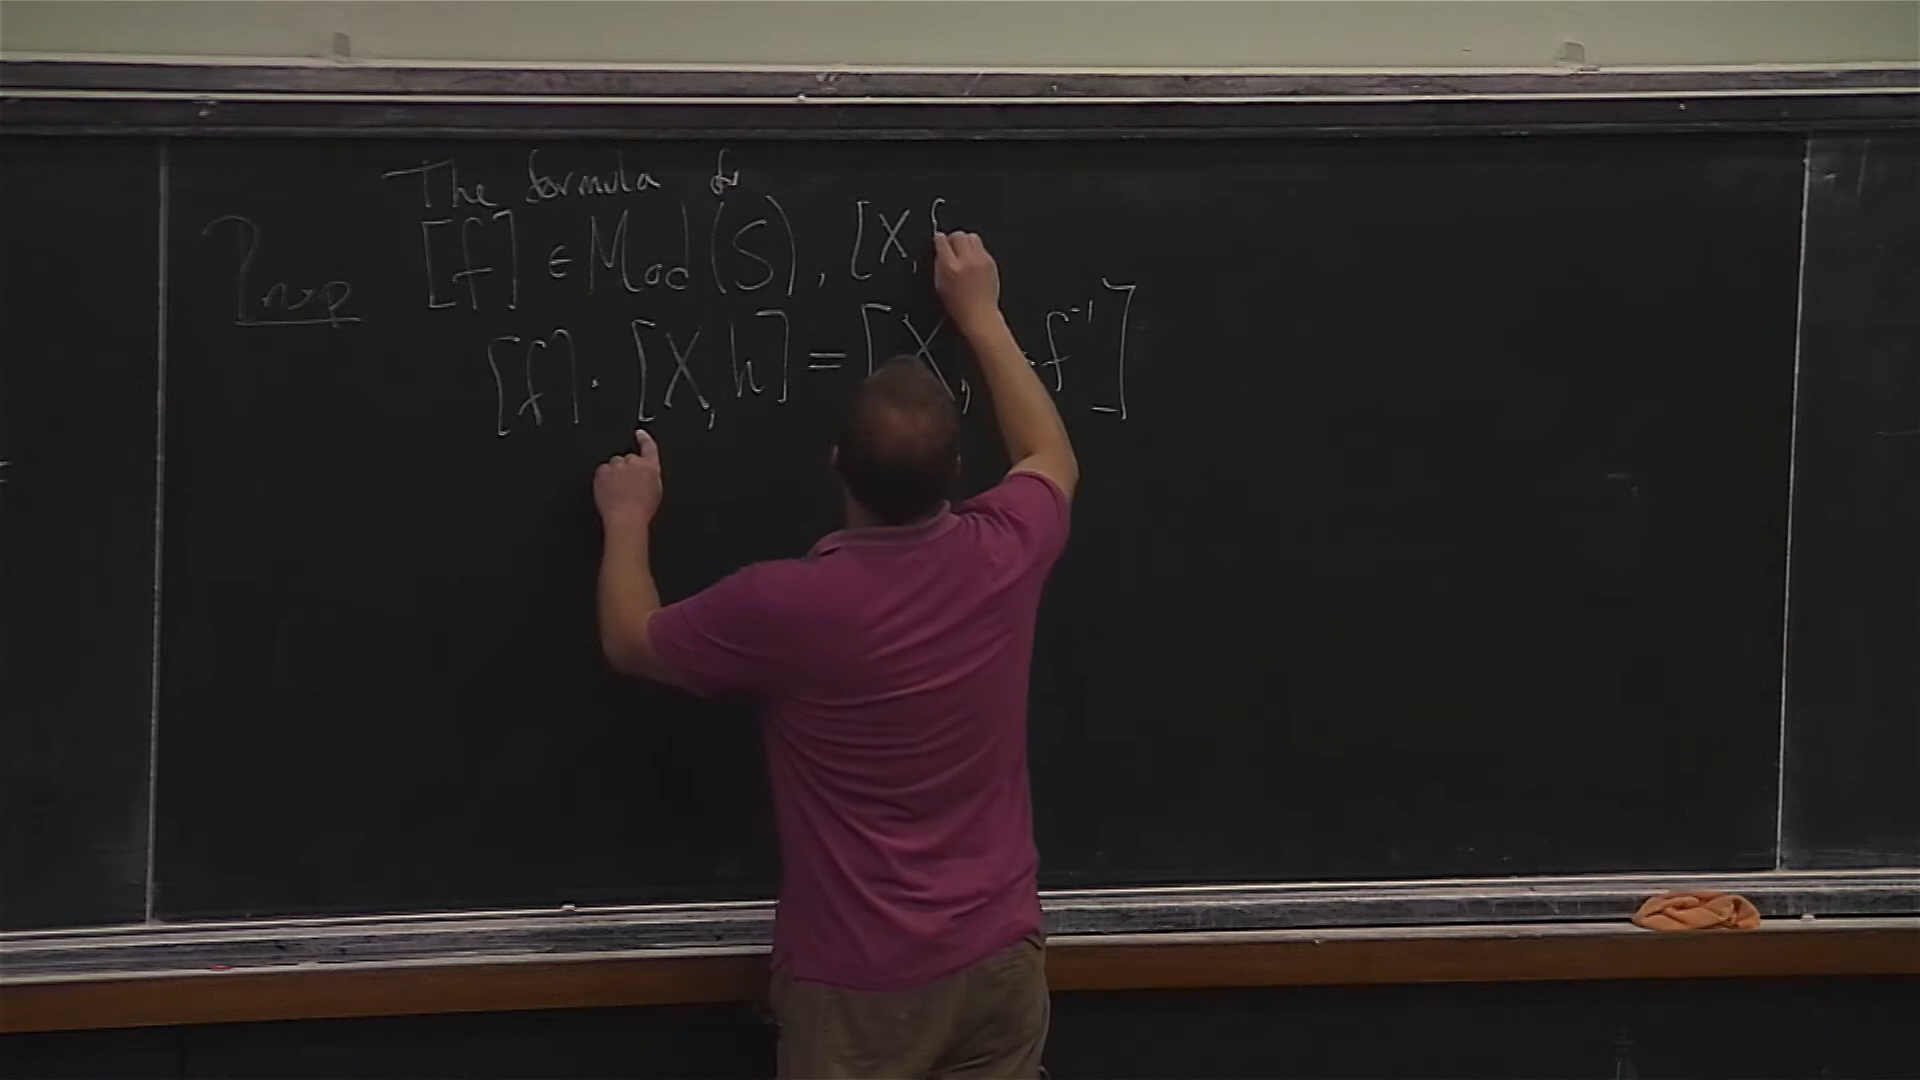 The formula for
Prop [f] ∈ Mod(S), [X, f
[f] · [X, h] = [X, · f⁻¹]